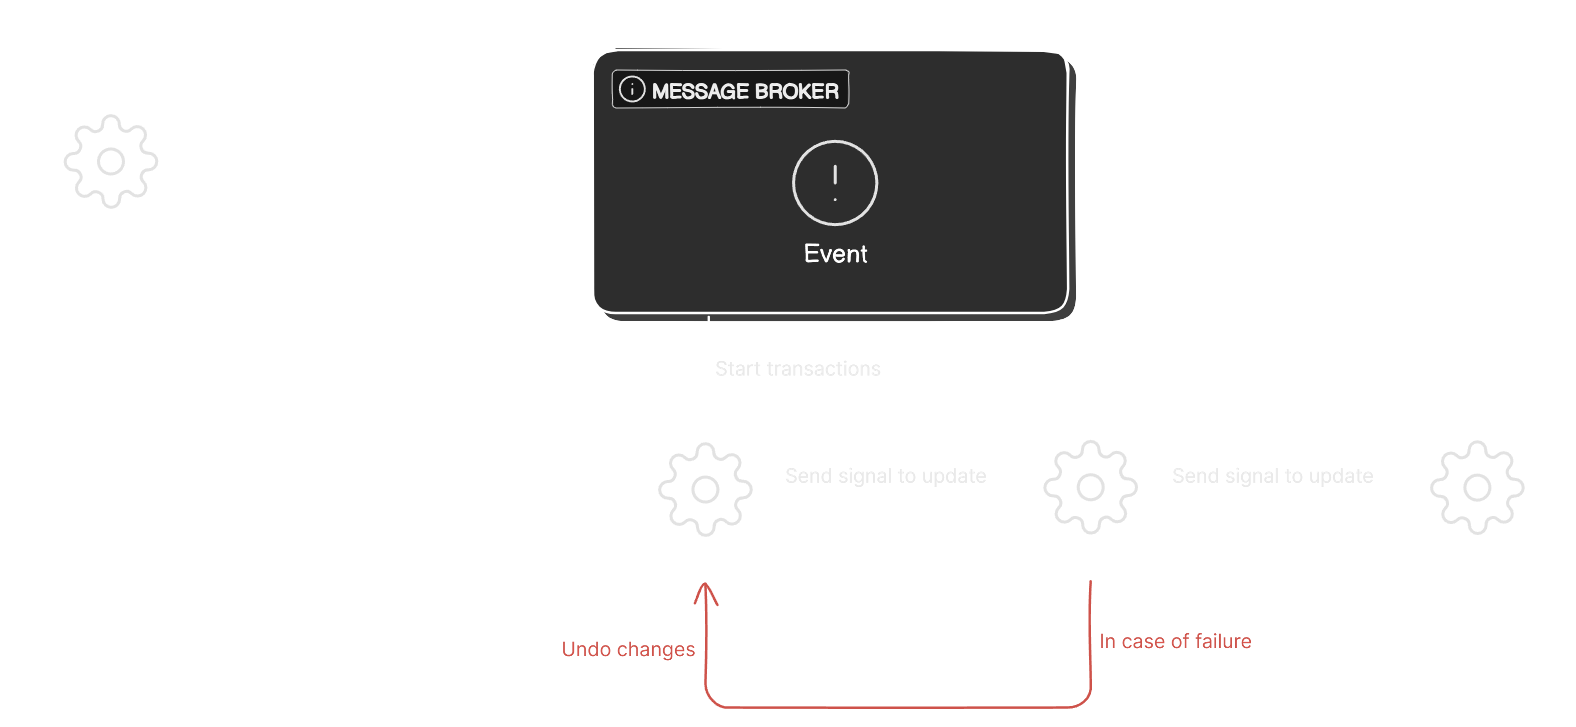 MESSAGE BROKER
Event
Start transactions
Send signal to update
Send signal to update
Undo changes
In case of failure